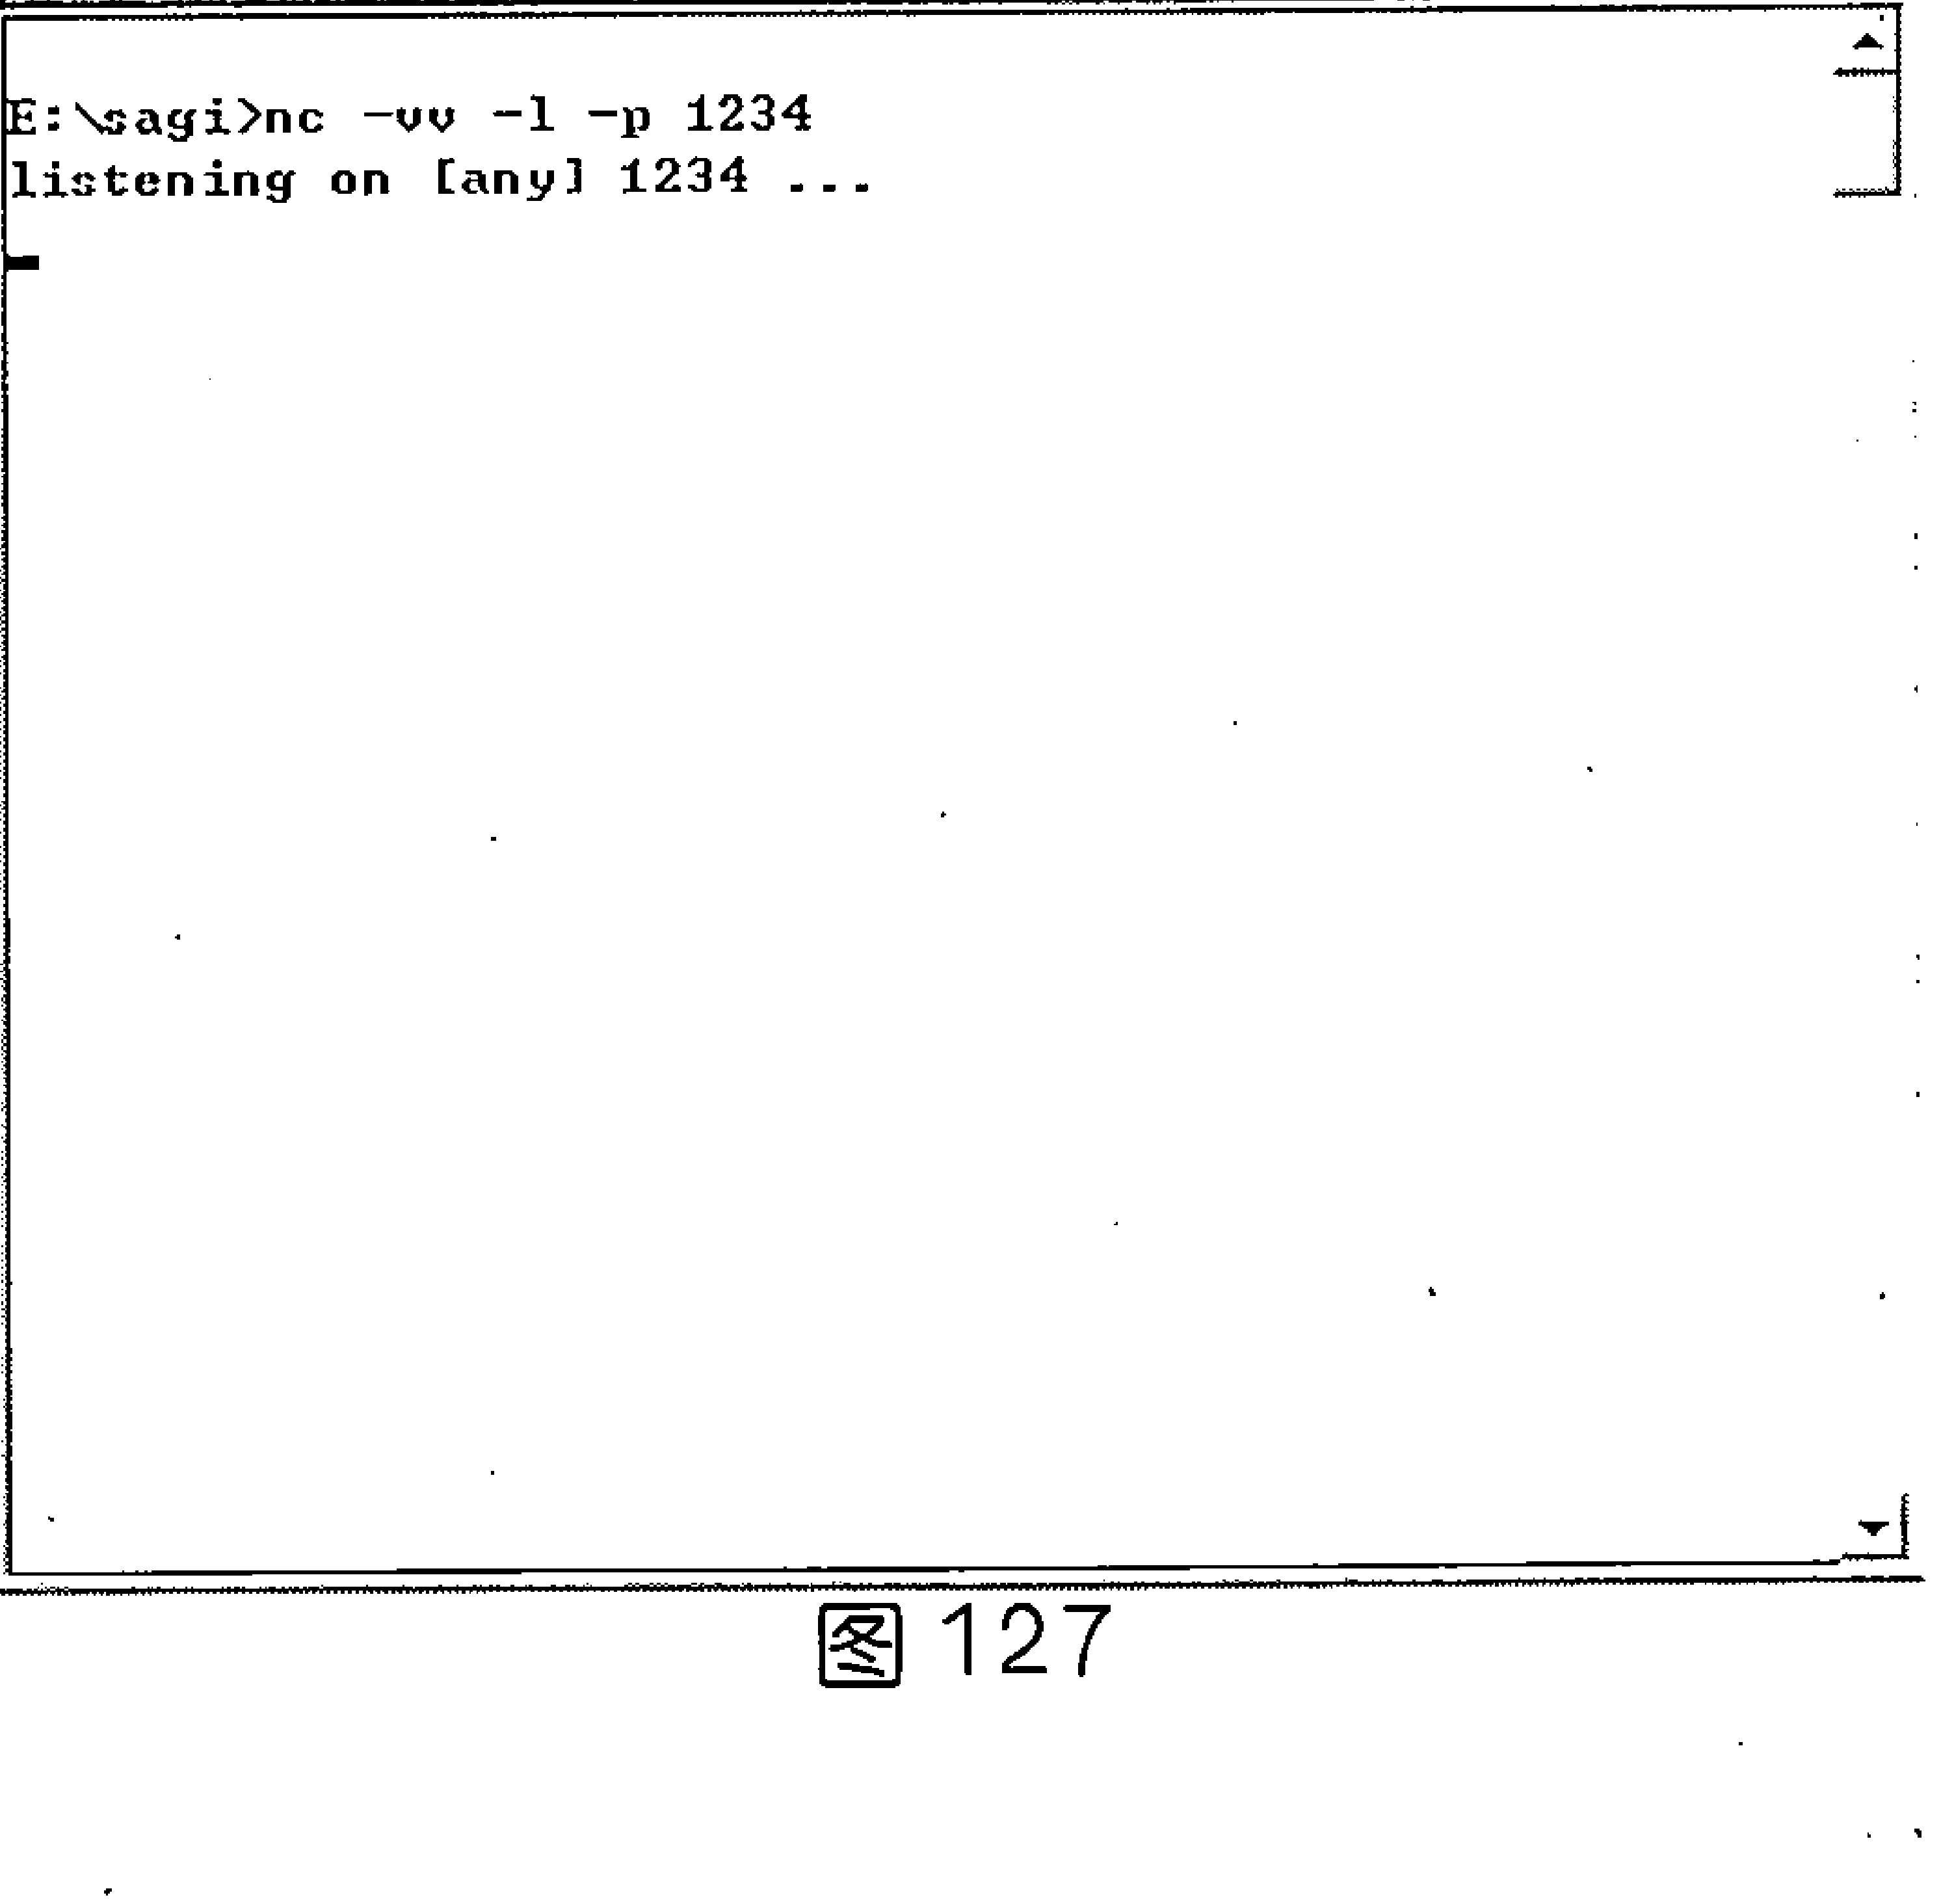 E:\sagi>nc -vv -l -p 1234
listening on [any] 1234 ...
图 127